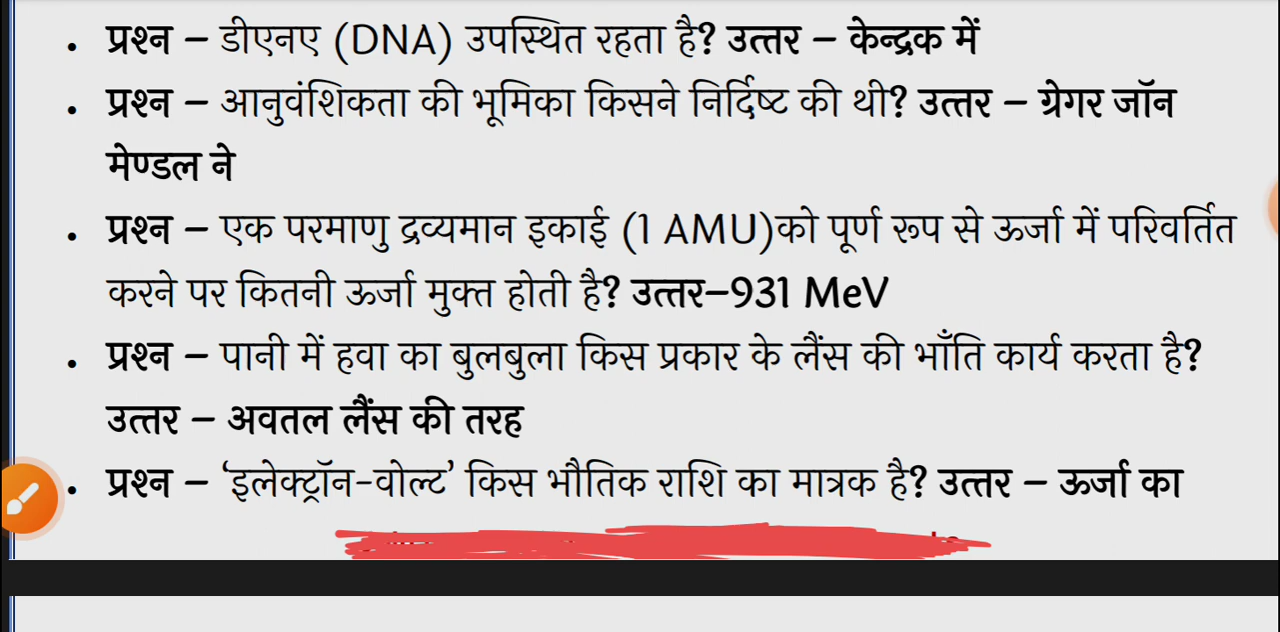 • प्रश्न – डीएनए (DNA) उपस्थित रहता है? उत्तर – केन्द्रक में
• प्रश्न – आनुवंशिकता की भूमिका किसने निर्दिष्ट की थी? उत्तर – ग्रेगर जॉन
मेण्डल ने
• प्रश्न – एक परमाणु द्रव्यमान इकाई (1 AMU)को पूर्ण रूप से ऊर्जा में परिवर्तित
करने पर कितनी ऊर्जा मुक्त होती है? उत्तर–931 MeV
• प्रश्न – पानी में हवा का बुलबुला किस प्रकार के लैंस की भाँति कार्य करता है?
उत्तर – अवतल लैंस की तरह
• प्रश्न – ‘इलेक्ट्रॉन-वोल्ट’ किस भौतिक राशि का मात्रक है? उत्तर – ऊर्जा का